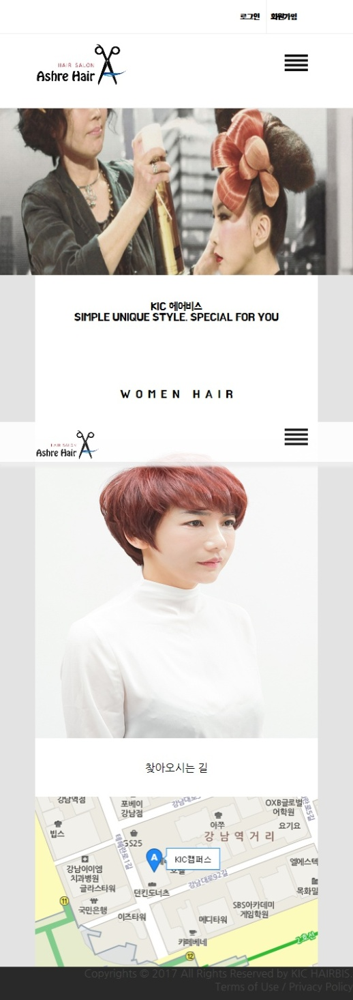 로그인 회원가입
HAIR SALON
Ashre Hair
KIC 헤어비스
SIMPLE UNIQUE STYLE. SPECIAL FOR YOU
WOMEN HAIR
HAIR SALON
Ashre Hair
찾아오시는 길
강남역점
포베이
강남점
강남대로
OXB글로벌
어학원
빕스
아쭈
요기요
GS25
강남역거리
테헤란로1길
A
KIC캠퍼스
호텔
강남아이엠
치과병원
글라스타워
던킨도너츠
강남대로92길
엘에스텍
목화밀
11
국민은행
이즈타워
SBS아카데미
게임학원
메디타워
카페베네
2호선
12
Copyrights © 2017 All Rights Reserved by KIC HAIRBIS.
Terms of Use / Privacy Policy